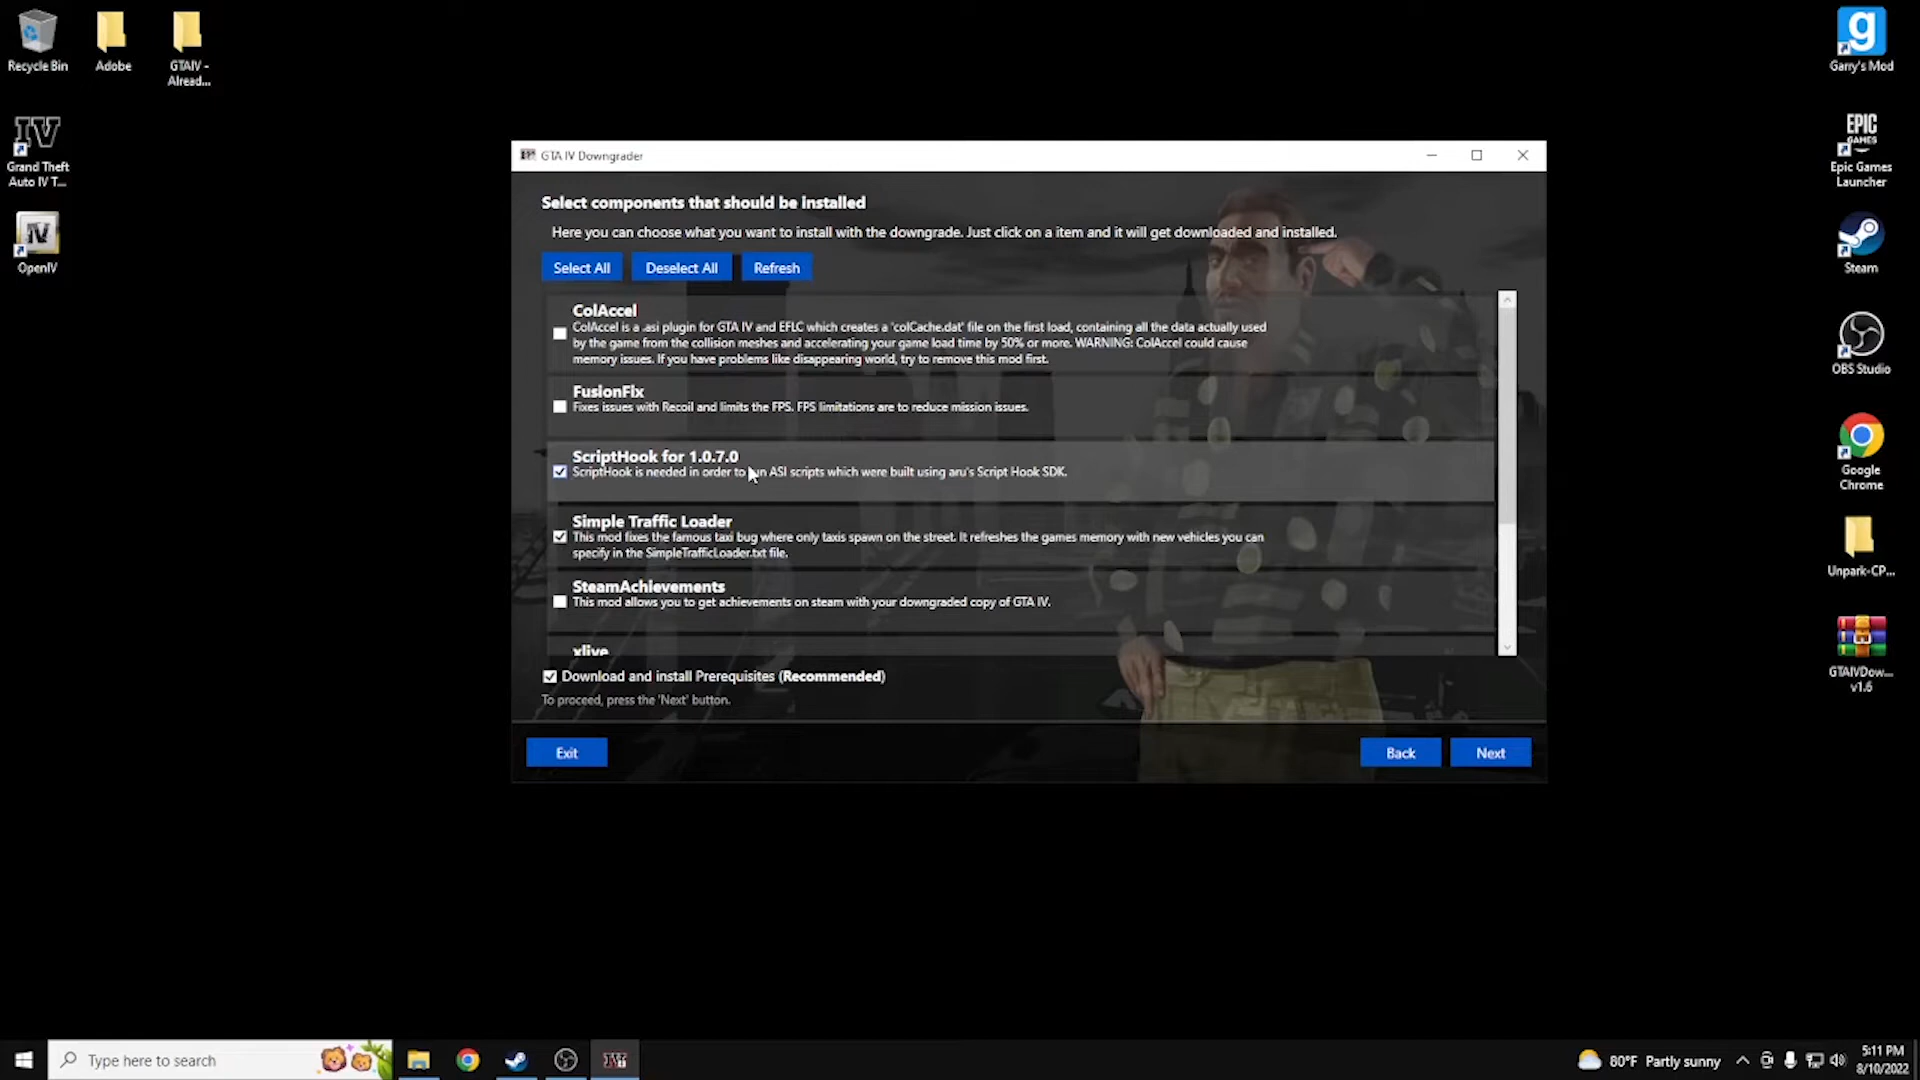 Recycle Bin
Adobe
GTAIV -
Alread...
IV
Grand Theft
Auto IV T...
IV
OpenIV
GTA IV Downgrader
Select components that should be installed
Here you can choose what you want to install with the downgrade. Just click on a item and it will get downloaded and installed.
Select All
Deselect All
Refresh
ColAccel
ColAccel is a .asi plugin for GTA IV and EFLC which creates a 'colCache.dat' file on the first load, containing all the data actually used
by the game from the collision meshes and accelerating your game load time by 50% or more. WARNING: ColAccel could cause
memory issues. If you have problems like disappearing world, try to remove this mod first.
FusionFix
Fixes issues with Recoil and limits the FPS. FPS limitations are to reduce mission issues.
ScriptHook for 1.0.7.0
ScriptHook is needed in order to run ASI scripts which were built using aru's Script Hook SDK.
Simple Traffic Loader
This mod fixes the famous taxi bug where only taxis spawn on the street. It refreshes the games memory with new vehicles you can
specify in the SimpleTrafficLoader.txt file.
SteamAchievements
This mod allows you to get achievements on steam with your downgraded copy of GTA IV.
xlive
Download and install Prerequisites (Recommended)
To proceed, press the 'Next' button.
Exit
Back
Next
g
Garry's Mod
EPIC
GAMES
Epic Games
Launcher
Steam
OBS Studio
Google
Chrome
Unpark-CP...
GTAIVDow...
v1.6
Type here to search
IV
80°F Partly sunny
5:11 PM
8/10/2022